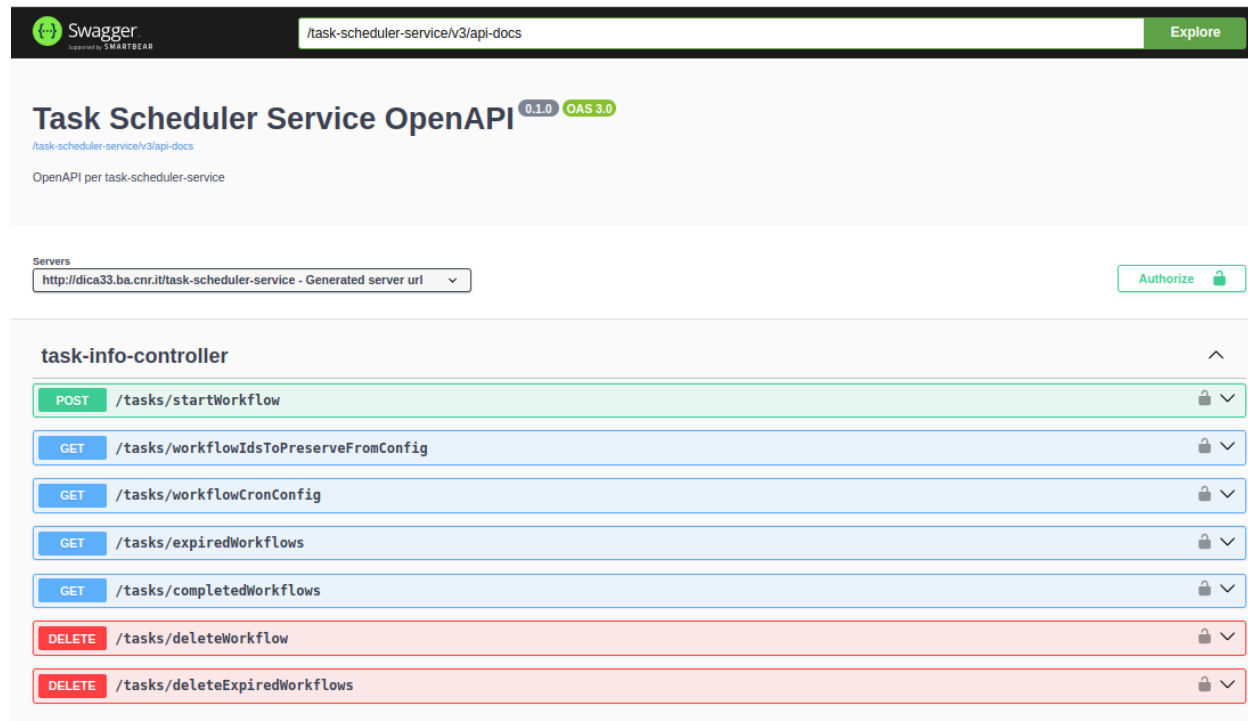 Swagger.
Supported by SMARTBEAR
/task-scheduler-service/v3/api-docs
Explore
Task Scheduler Service OpenAPI 0.1.0 OAS 3.0
/task-scheduler-service/v3/api-docs
OpenAPI per task-scheduler-service
Servers
http://dica33.ba.cnr.it/task-scheduler-service - Generated server url
Authorize
task-info-controller
POST /tasks/startWorkflow
GET /tasks/workflowIdsToPreserveFromConfig
GET /tasks/workflowCronConfig
GET /tasks/expiredWorkflows
GET /tasks/completedWorkflows
DELETE /tasks/deleteWorkflow
DELETE /tasks/deleteExpiredWorkflows